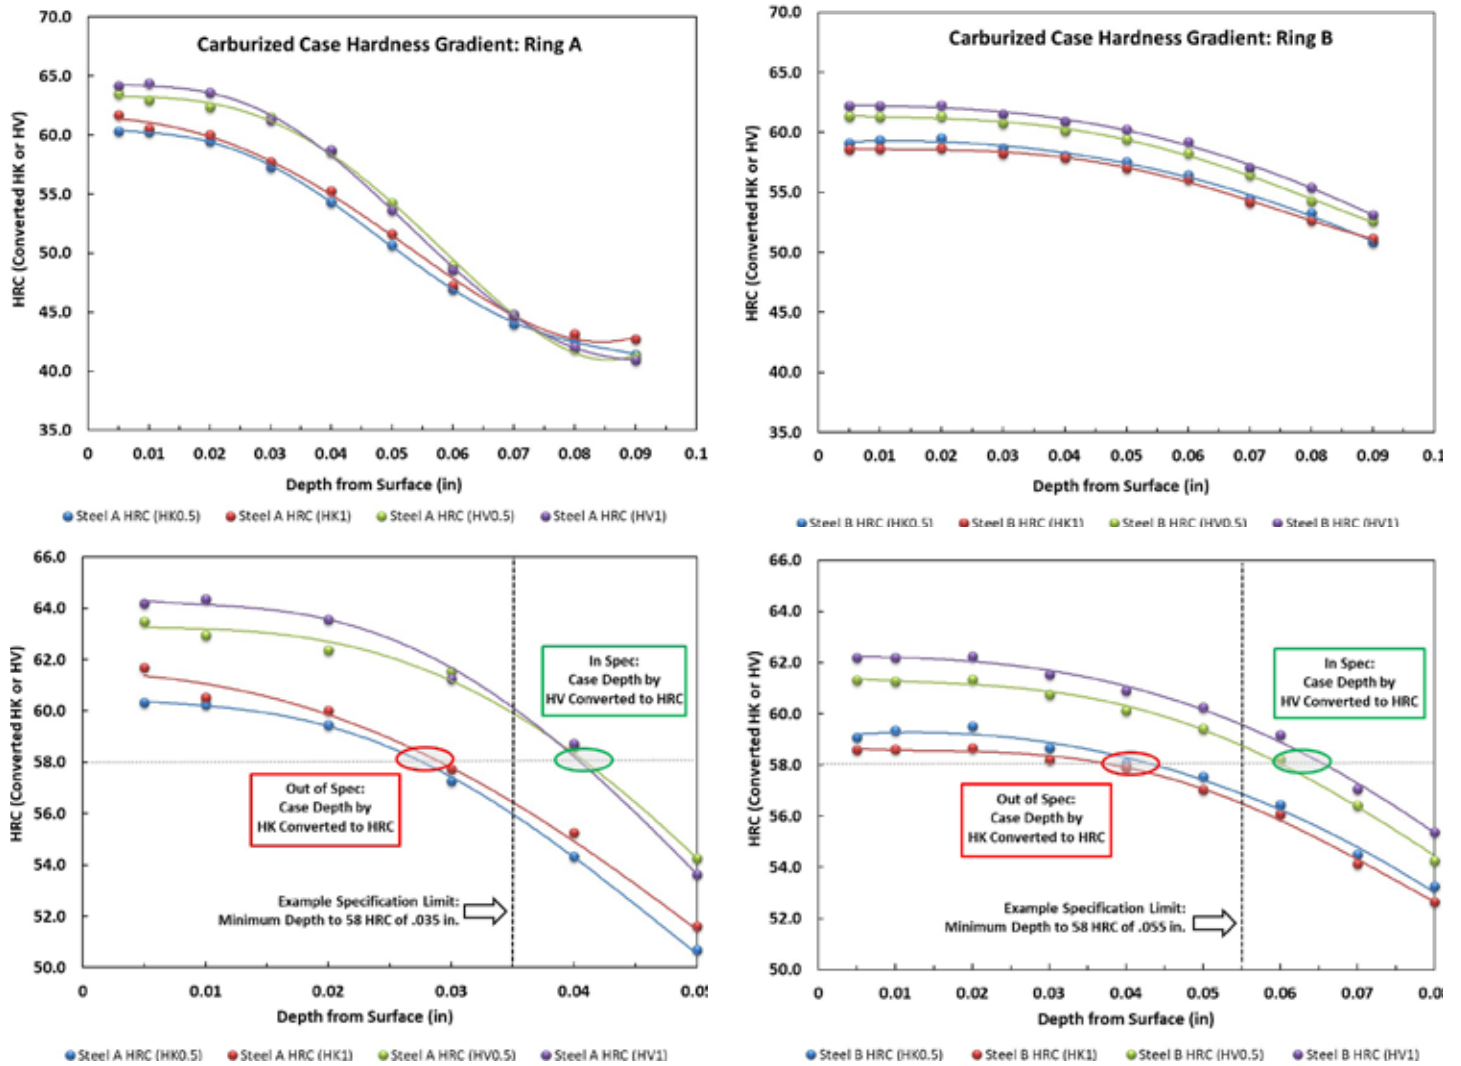 Carburized Case Hardness Gradient: Ring A
HRC (Converted HK or HV)
70.0
65.0
60.0
55.0
50.0
45.0
40.0
35.0
0 0.01 0.02 0.03 0.04 0.05 0.06 0.07 0.08 0.09 0.1
Depth from Surface (in)
Steel A HRC (HK0.5) Steel A HRC (HK1) Steel A HRC (HV0.5) Steel A HRC (HV1)
Carburized Case Hardness Gradient: Ring B
HRC (Converted HK or HV)
70.0
65.0
60.0
55.0
50.0
45.0
40.0
35.0
0 0.01 0.02 0.03 0.04 0.05 0.06 0.07 0.08 0.09 0.1
Depth from Surface (in)
Steel B HRC (HK0.5) Steel B HRC (HK1) Steel B HRC (HV0.5) Steel B HRC (HV1)
HRC (Converted HK or HV)
66.0
64.0
62.0
60.0
58.0
56.0
54.0
52.0
50.0
In Spec:
Case Depth by
HV Converted to HRC
Out of Spec:
Case Depth by
HK Converted to HRC
Example Specification Limit:
Minimum Depth to 58 HRC of .035 in.
0 0.01 0.02 0.03 0.04 0.05
Depth from Surface (in)
Steel A HRC (HK0.5) Steel A HRC (HK1) Steel A HRC (HV0.5) Steel A HRC (HV1)
HRC (Converted HK or HV)
66.0
64.0
62.0
60.0
58.0
56.0
54.0
52.0
50.0
In Spec:
Case Depth by
HV Converted to HRC
Out of Spec:
Case Depth by
HK Converted to HRC
Example Specification Limit:
Minimum Depth to 58 HRC of .055 in.
0 0.01 0.02 0.03 0.04 0.05 0.06 0.07
Depth from Surface (in)
Steel B HRC (HK0.5) Steel B HRC (HK1) Steel B HRC (HV0.5) Steel B HRC (HV1)